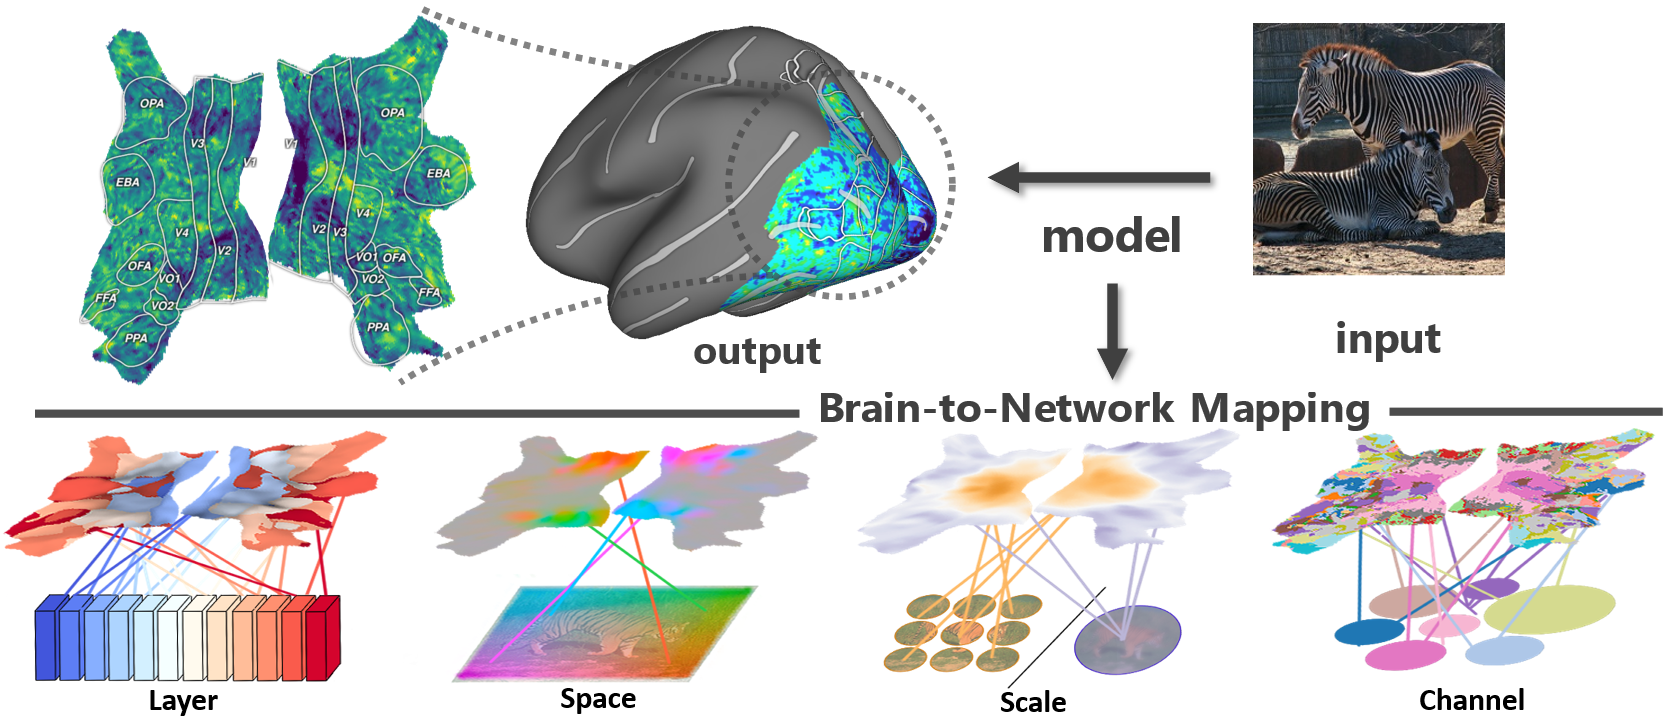 OPA
V3
V1
EBA
V4
V2
OFA
VO1
FFA
VO2
PPA
V1
OPA
EBA
V4
V2
V3
VO1
OFA
VO2
FFA
PPA
output
model
input
Brain-to-Network Mapping
Layer
Space
Scale
Channel